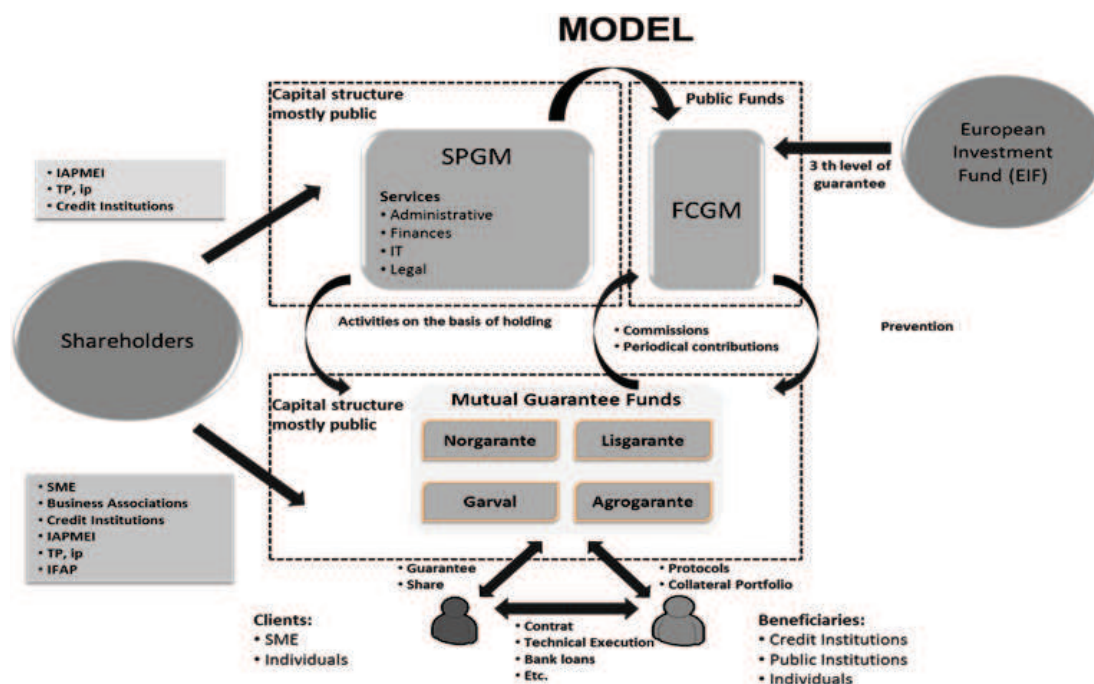 MODEL
Capital structure
mostly public
SPGM
Services
• Administrative
• Finances
• IT
• Legal
Public Funds
FCGM
3 th level of
guarantee
European
Investment
Fund (EIF)
• IAPMEI
• TP, ip
• Credit Institutions
Shareholders
Activities on the basis of holding
• Commissions
• Periodical contributions
Prevention
Capital structure
mostly public
Mutual Guarantee Funds
Norgarante
Lisgarante
Garval
Agrogarante
• SME
• Business Associations
• Credit Institutions
• IAPMEI
• TP, ip
• IFAP
• Guarantee
• Share
• Protocols
• Collateral Portfolio
Clients:
• SME
• Individuals
• Contrat
• Technical Execution
• Bank loans
• Etc.
Beneficiaries:
• Credit Institutions
• Public Institutions
• Individuals